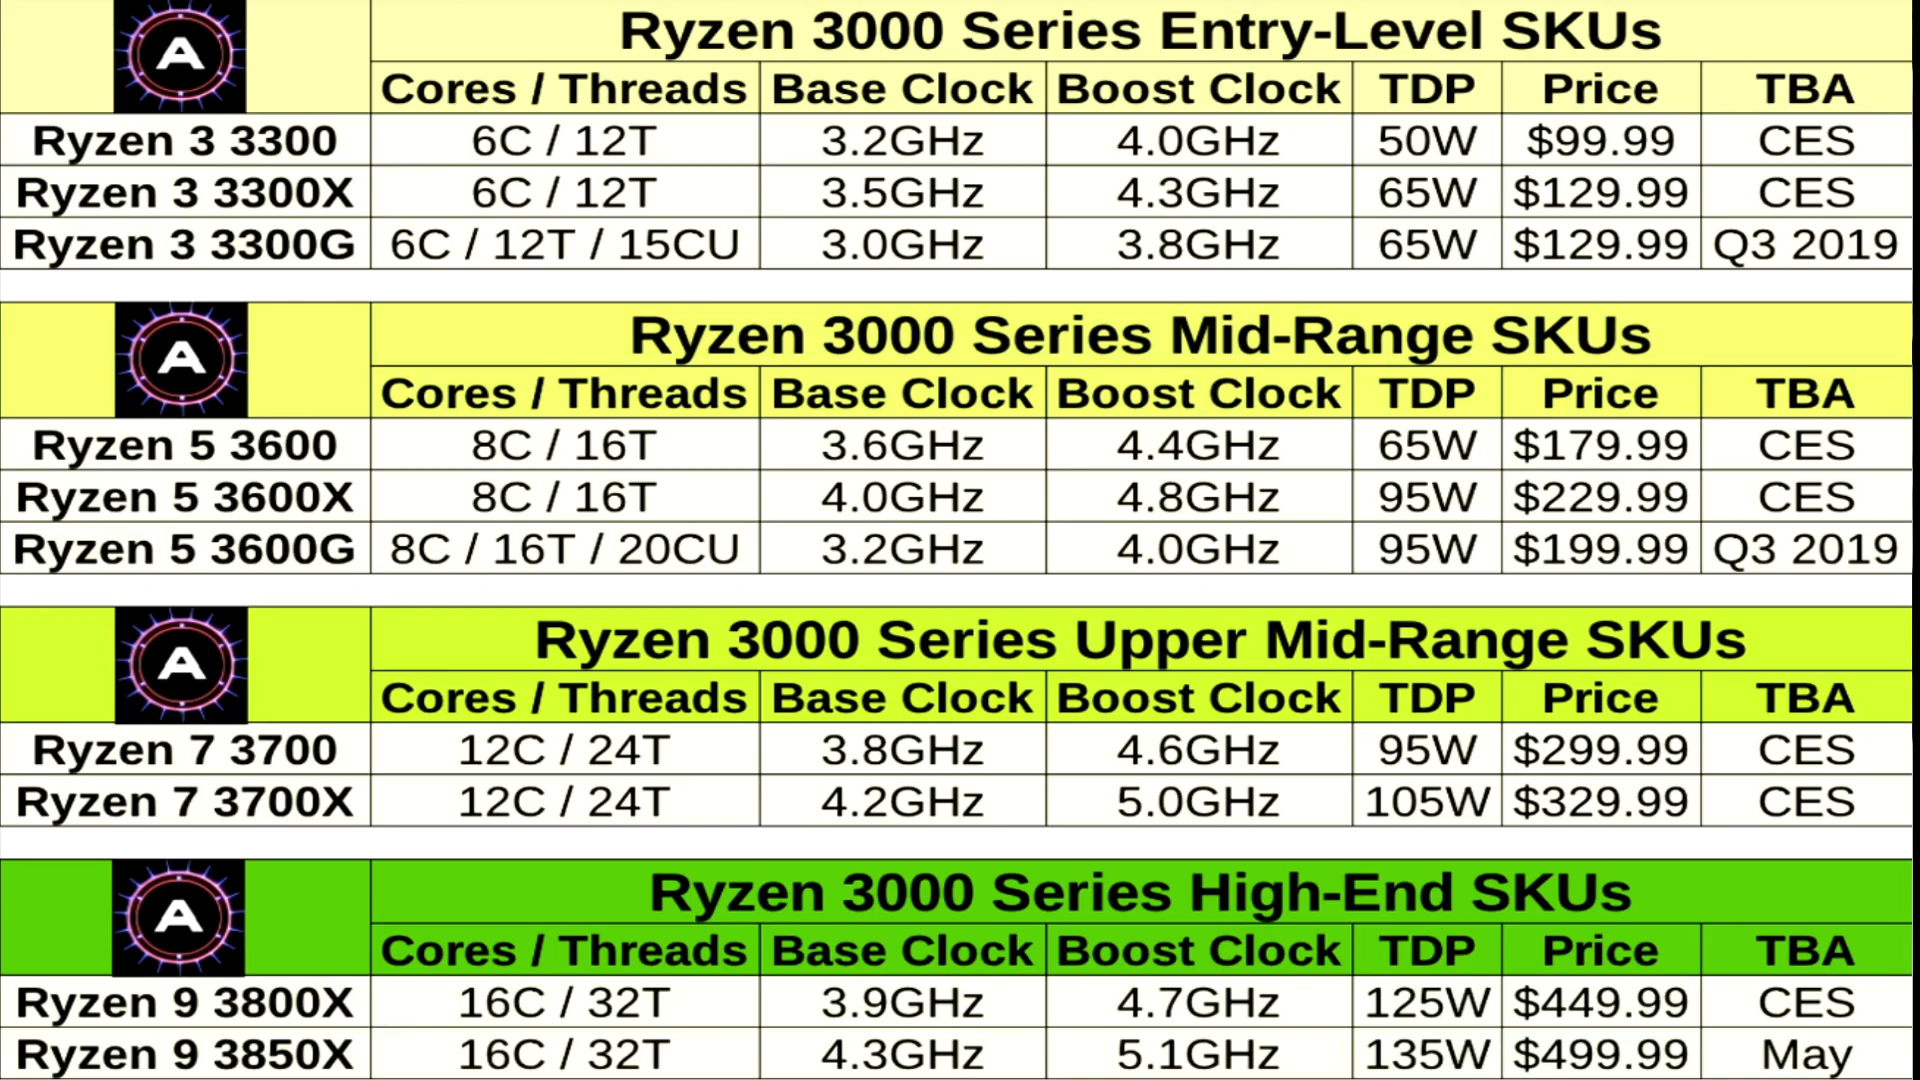 A
Ryzen 3000 Series Entry-Level SKUs
Cores / Threads Base Clock Boost Clock TDP Price TBA
Ryzen 3 3300 6C / 12T 3.2GHz 4.0GHz 50W $99.99 CES
Ryzen 3 3300X 6C / 12T 3.5GHz 4.3GHz 65W $129.99 CES
Ryzen 3 3300G 6C / 12T / 15CU 3.0GHz 3.8GHz 65W $129.99 Q3 2019
A
Ryzen 3000 Series Mid-Range SKUs
Cores / Threads Base Clock Boost Clock TDP Price TBA
Ryzen 5 3600 8C / 16T 3.6GHz 4.4GHz 65W $179.99 CES
Ryzen 5 3600X 8C / 16T 4.0GHz 4.8GHz 95W $229.99 CES
Ryzen 5 3600G 8C / 16T / 20CU 3.2GHz 4.0GHz 95W $199.99 Q3 2019
A
Ryzen 3000 Series Upper Mid-Range SKUs
Cores / Threads Base Clock Boost Clock TDP Price TBA
Ryzen 7 3700 12C / 24T 3.8GHz 4.6GHz 95W $299.99 CES
Ryzen 7 3700X 12C / 24T 4.2GHz 5.0GHz 105W $329.99 CES
A
Ryzen 3000 Series High-End SKUs
Cores / Threads Base Clock Boost Clock TDP Price TBA
Ryzen 9 3800X 16C / 32T 3.9GHz 4.7GHz 125W $449.99 CES
Ryzen 9 3850X 16C / 32T 4.3GHz 5.1GHz 135W $499.99 May